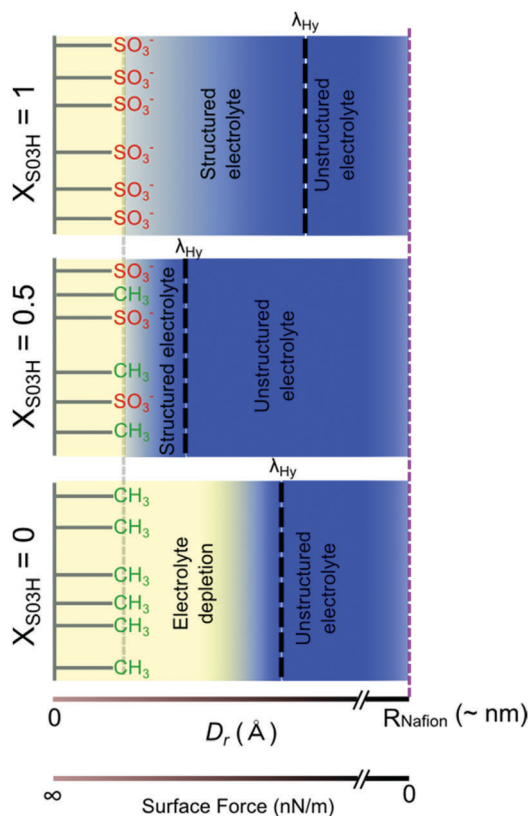 λHy
X_SO3H = 1
SO₃⁻
SO₃⁻
SO₃⁻
SO₃⁻
SO₃⁻
SO₃⁻
Structured
electrolyte
Unstructured
electrolyte
λHy
X_S03H = 0.5
SO₃⁻
CH₃
SO₃⁻
CH₃
SO₃⁻
CH₃
Structured electrolyte
Unstructured
electrolyte
λHy
X_S03H = 0
CH₃
CH₃
CH₃
CH₃
CH₃
CH₃
Electrolyte
depletion
Unstructured
electrolyte
0
Dr (Å)
RNafion (~ nm)
∞
Surface Force (nN/m)
0